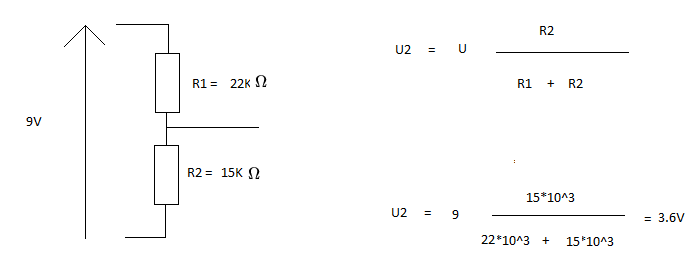 9V
R1 = 22K Ω
R2 = 15K Ω
U2 = U R2
R1 + R2
U2 = 9 15*10^3 = 3.6V
22*10^3 + 15*10^3